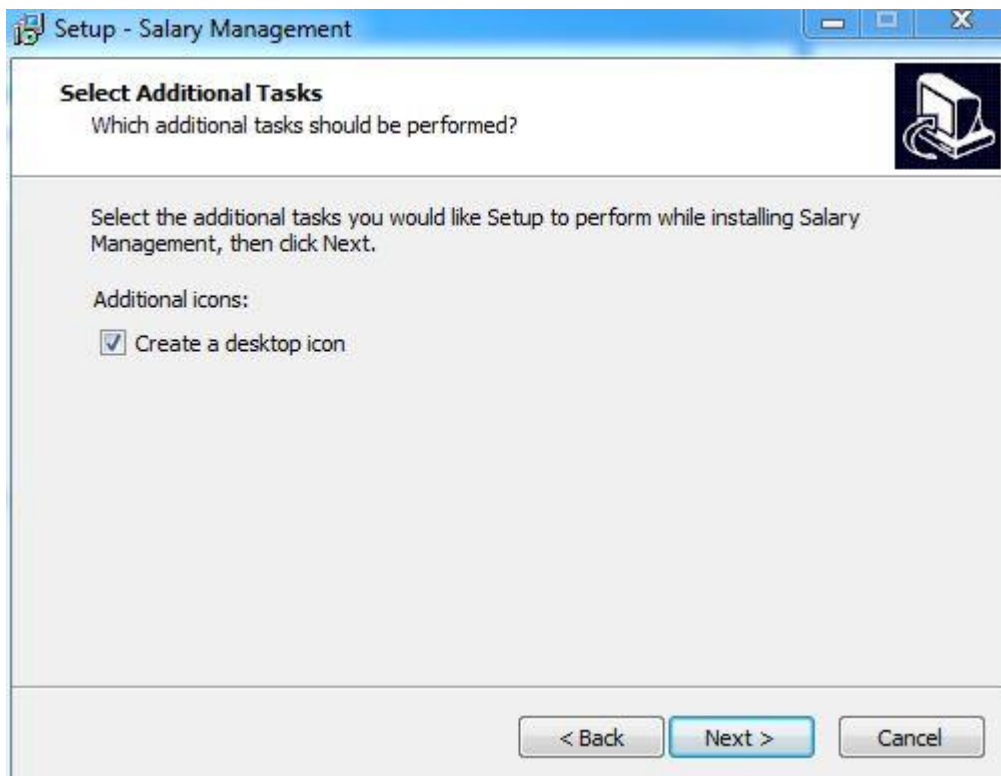 Setup - Salary Management
Select Additional Tasks
Which additional tasks should be performed?
Select the additional tasks you would like Setup to perform while installing Salary
Management, then click Next.
Additional icons:
Create a desktop icon
< Back Next > Cancel